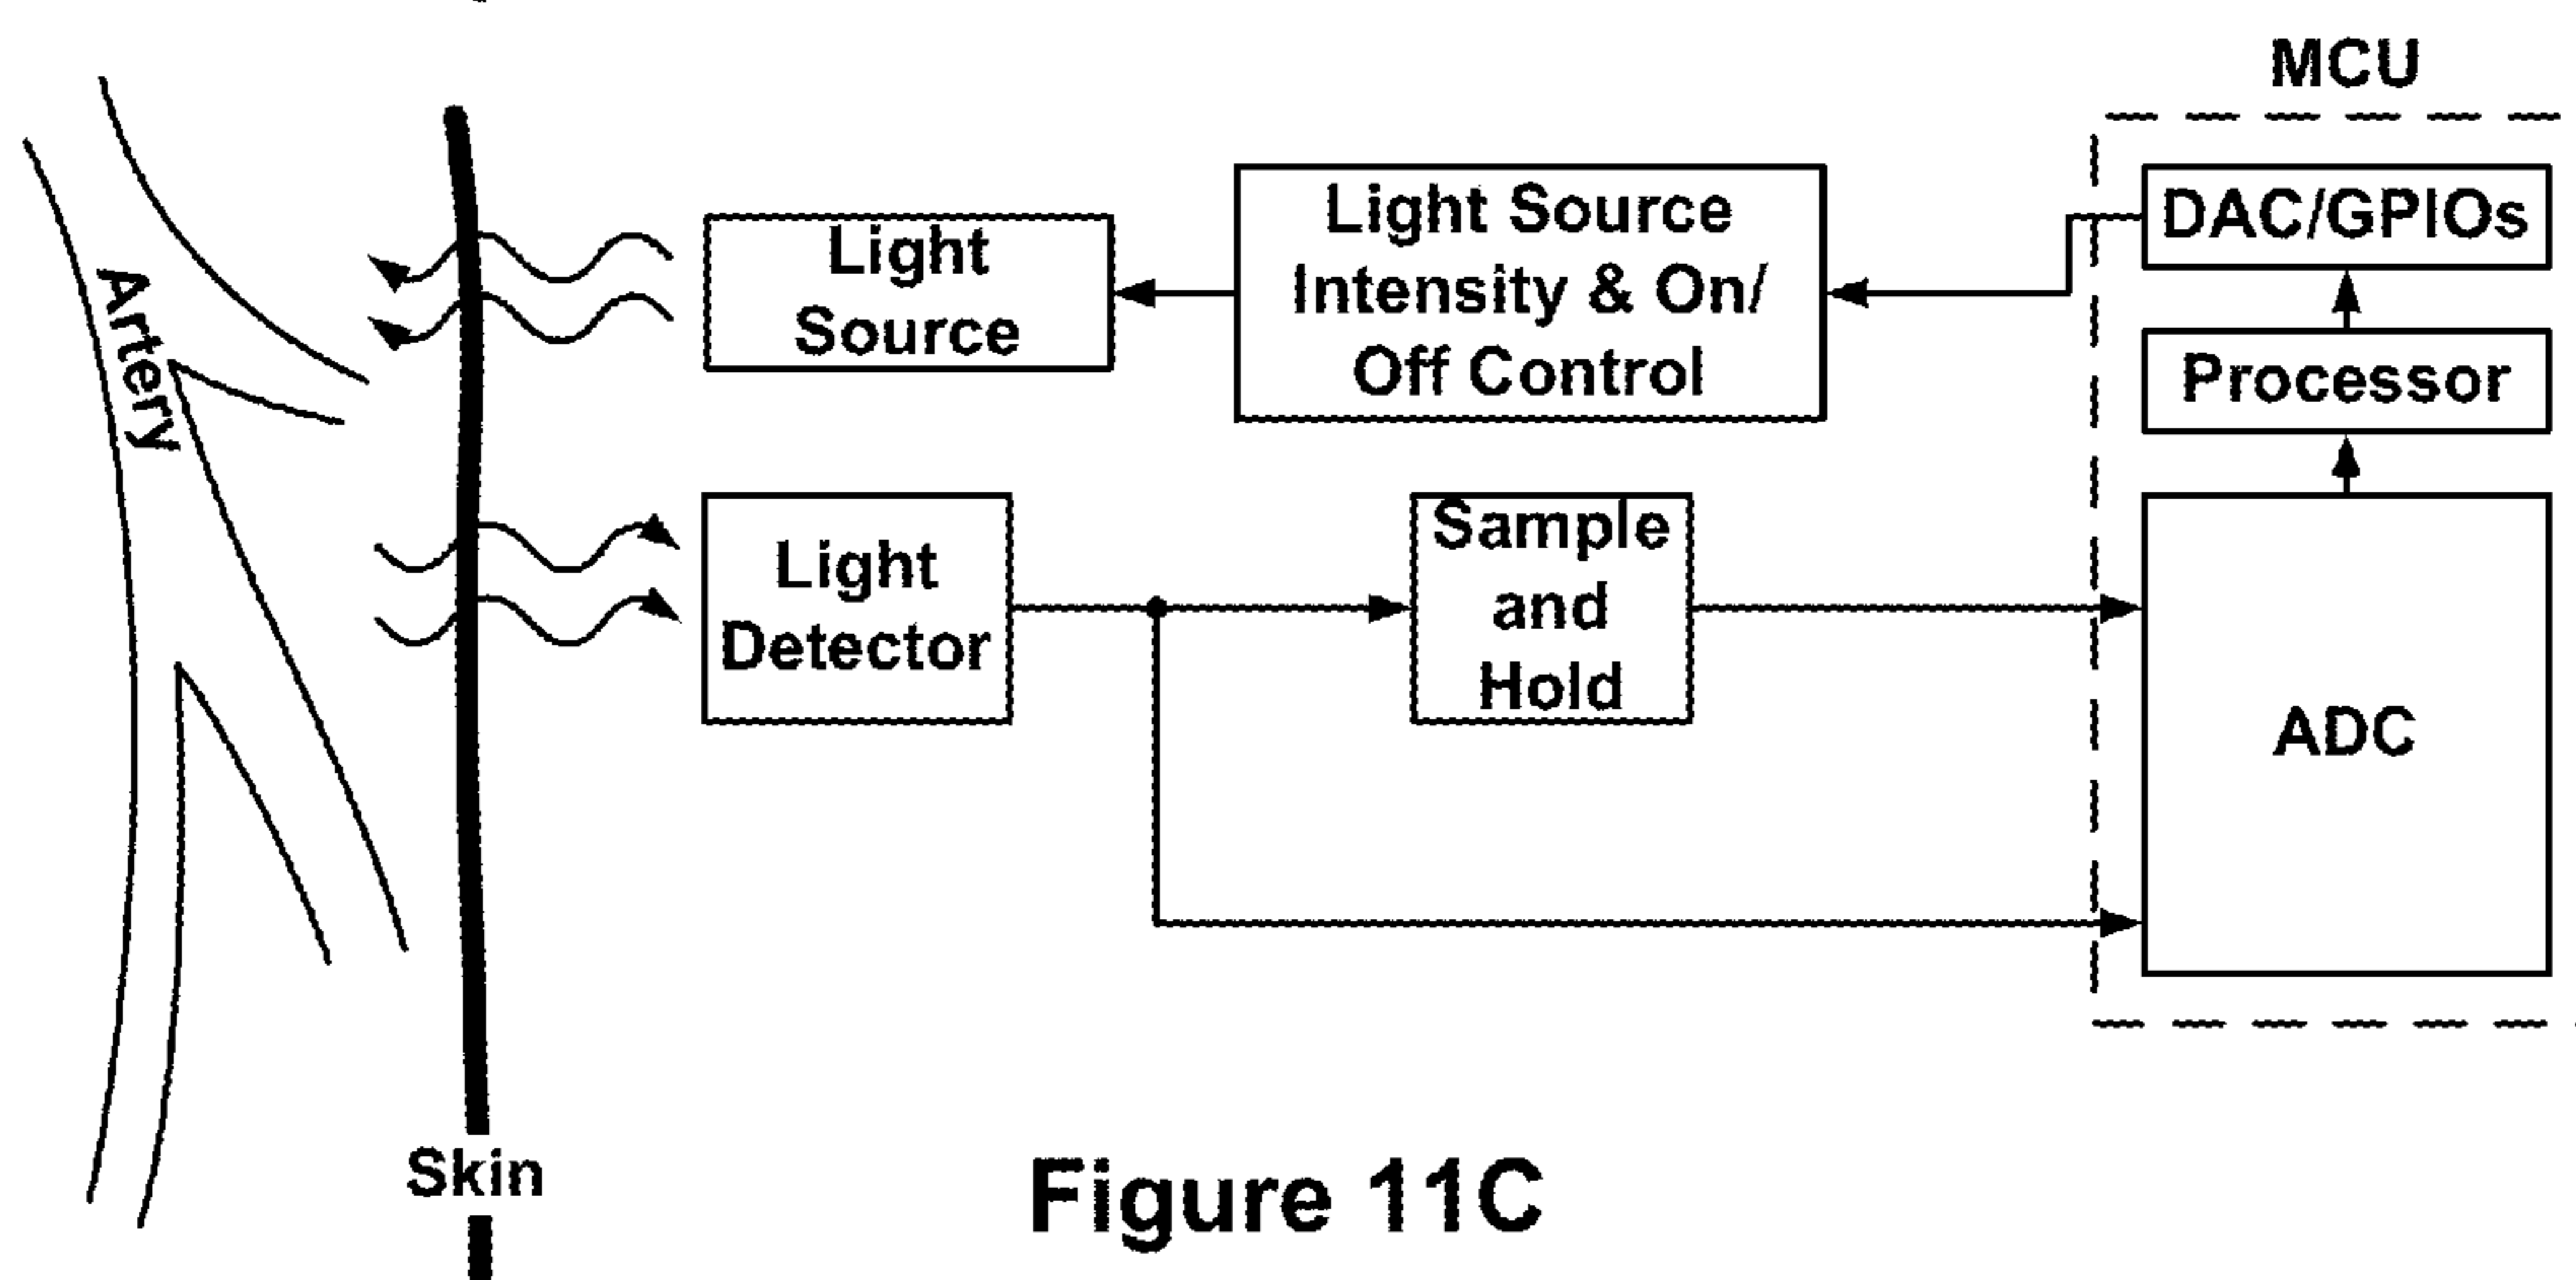 MCU
Light Source
Intensity & On/
Off Control
DAC/GPIOs
Light
Source
Processor
Artery
Light
Detector
Sample
and
Hold
ADC
Skin
Figure 11C